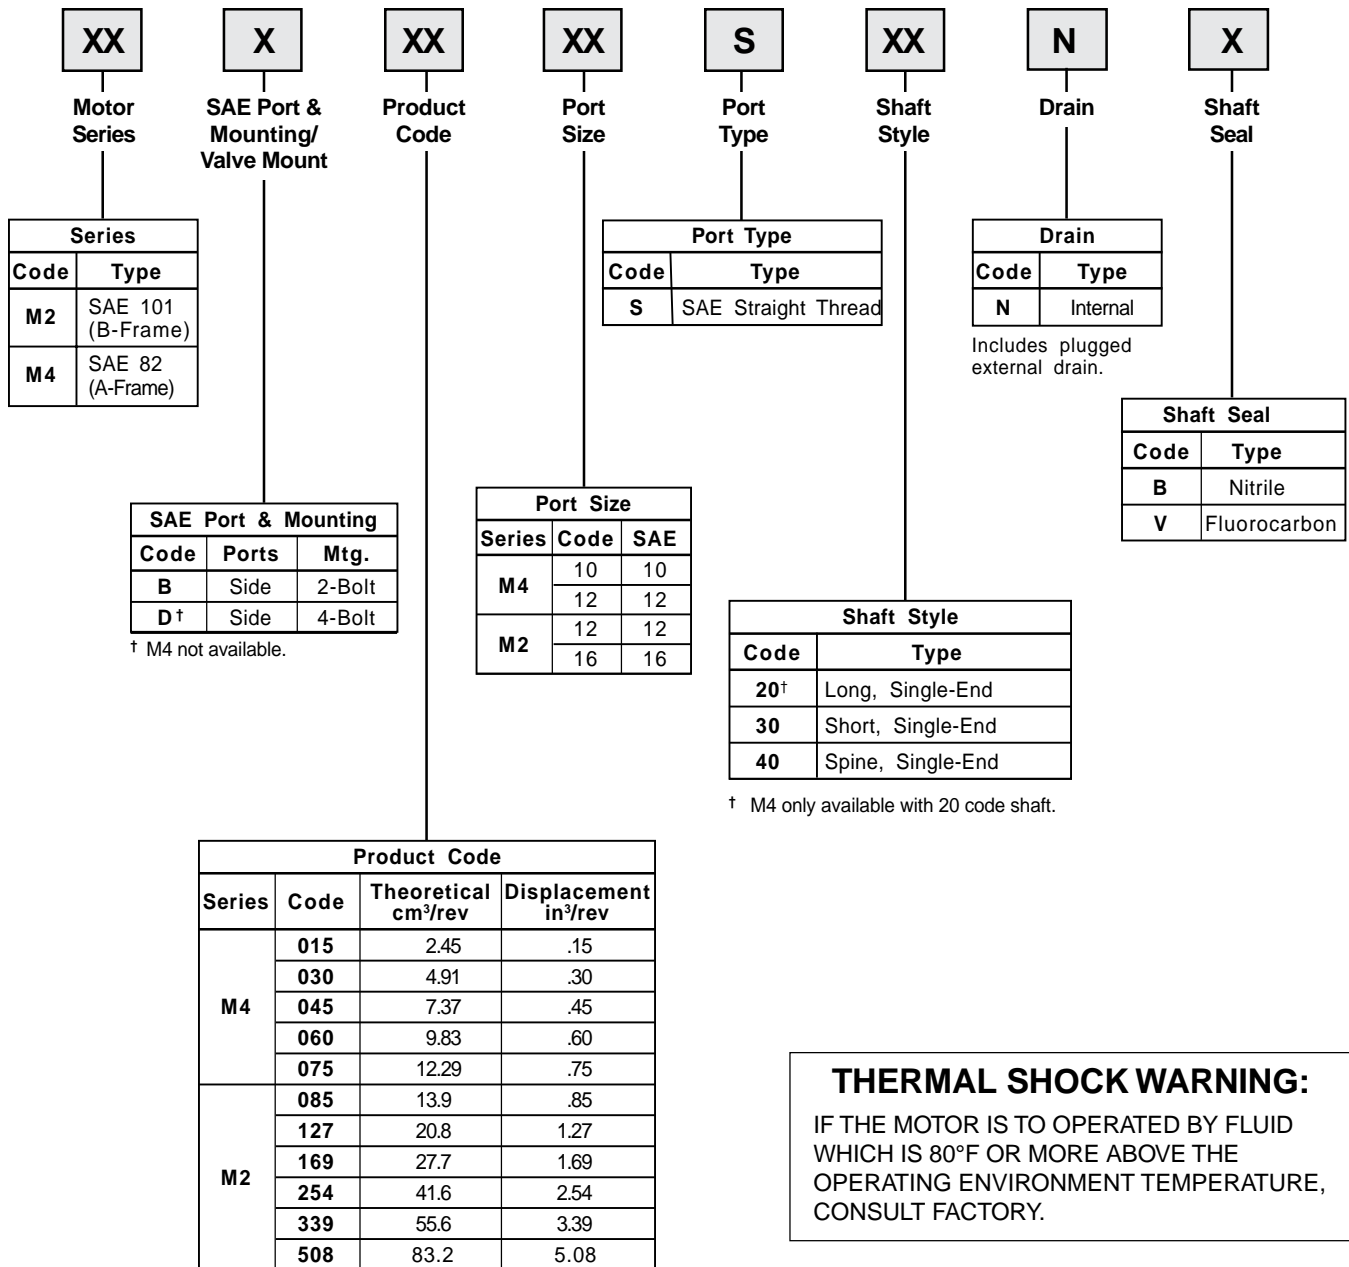 XX X XX XX S XX N X
Motor Series
SAE Port & Mounting/ Valve Mount
Product Code
Port Size
Port Type
Shaft Style
Drain
Shaft Seal
Series
Code Type
M2 SAE 101 (B-Frame)
M4 SAE 82 (A-Frame)
Port Type
Code Type
S SAE Straight Thread
Drain
Code Type
N Internal
Includes plugged
external drain.
Shaft Seal
Code Type
B Nitrile
V Fluorocarbon
SAE Port & Mounting
Code Ports Mtg.
B Side 2-Bolt
D† Side 4-Bolt
† M4 not available.
Port Size
Series Code SAE
M4 10 10
12 12
M2 12 12
16 16
Shaft Style
Code Type
20† Long, Single-End
30 Short, Single-End
40 Spine, Single-End
† M4 only available with 20 code shaft.
Product Code
Series Code Theoretical cm³/rev Displacement in³/rev
M4 015 2.45 .15
030 4.91 .30
045 7.37 .45
060 9.83 .60
075 12.29 .75
M2 085 13.9 .85
127 20.8 1.27
169 27.7 1.69
254 41.6 2.54
339 55.6 3.39
508 83.2 5.08
THERMAL SHOCK WARNING:
IF THE MOTOR IS TO OPERATED BY FLUID
WHICH IS 80°F OR MORE ABOVE THE
OPERATING ENVIRONMENT TEMPERATURE,
CONSULT FACTORY.